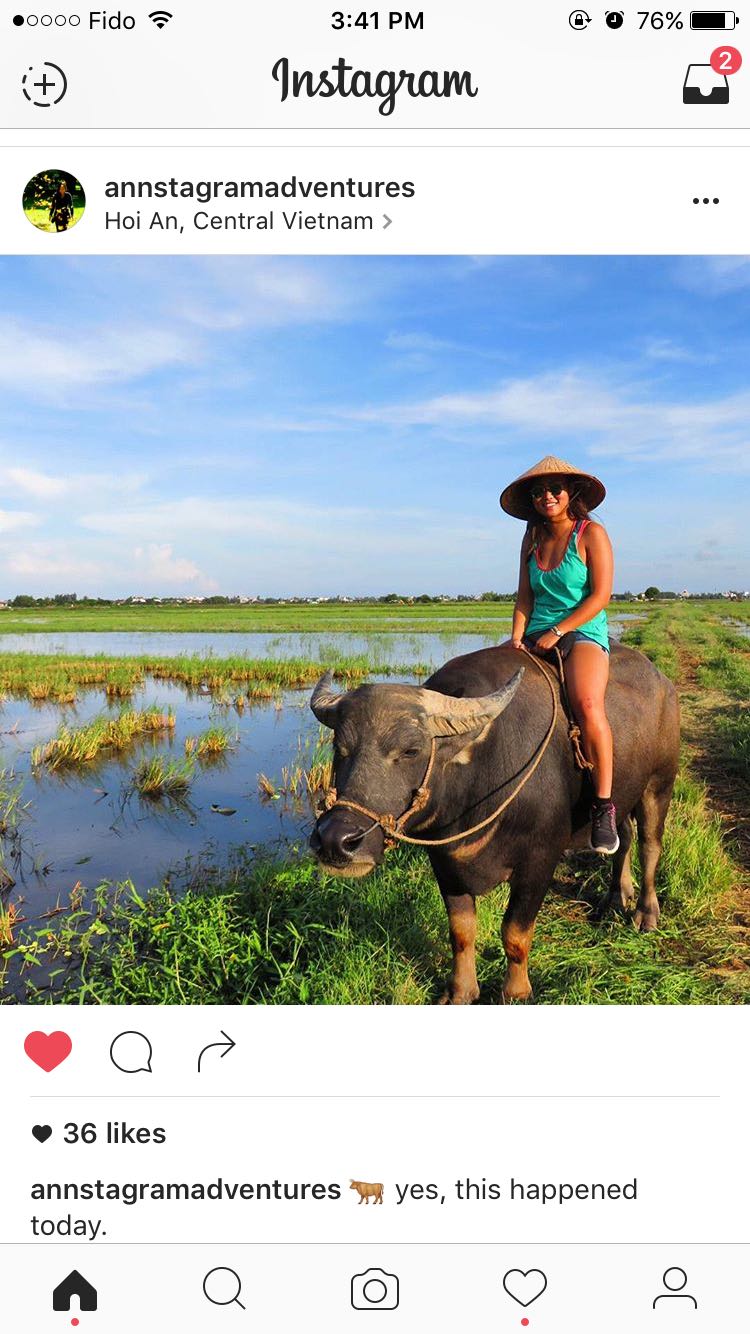 Fido 3:41 PM 76%
Instagram 2
annstagramadventures
Hoi An, Central Vietnam
36 likes
annstagramadventures 🐂 yes, this happened
today.